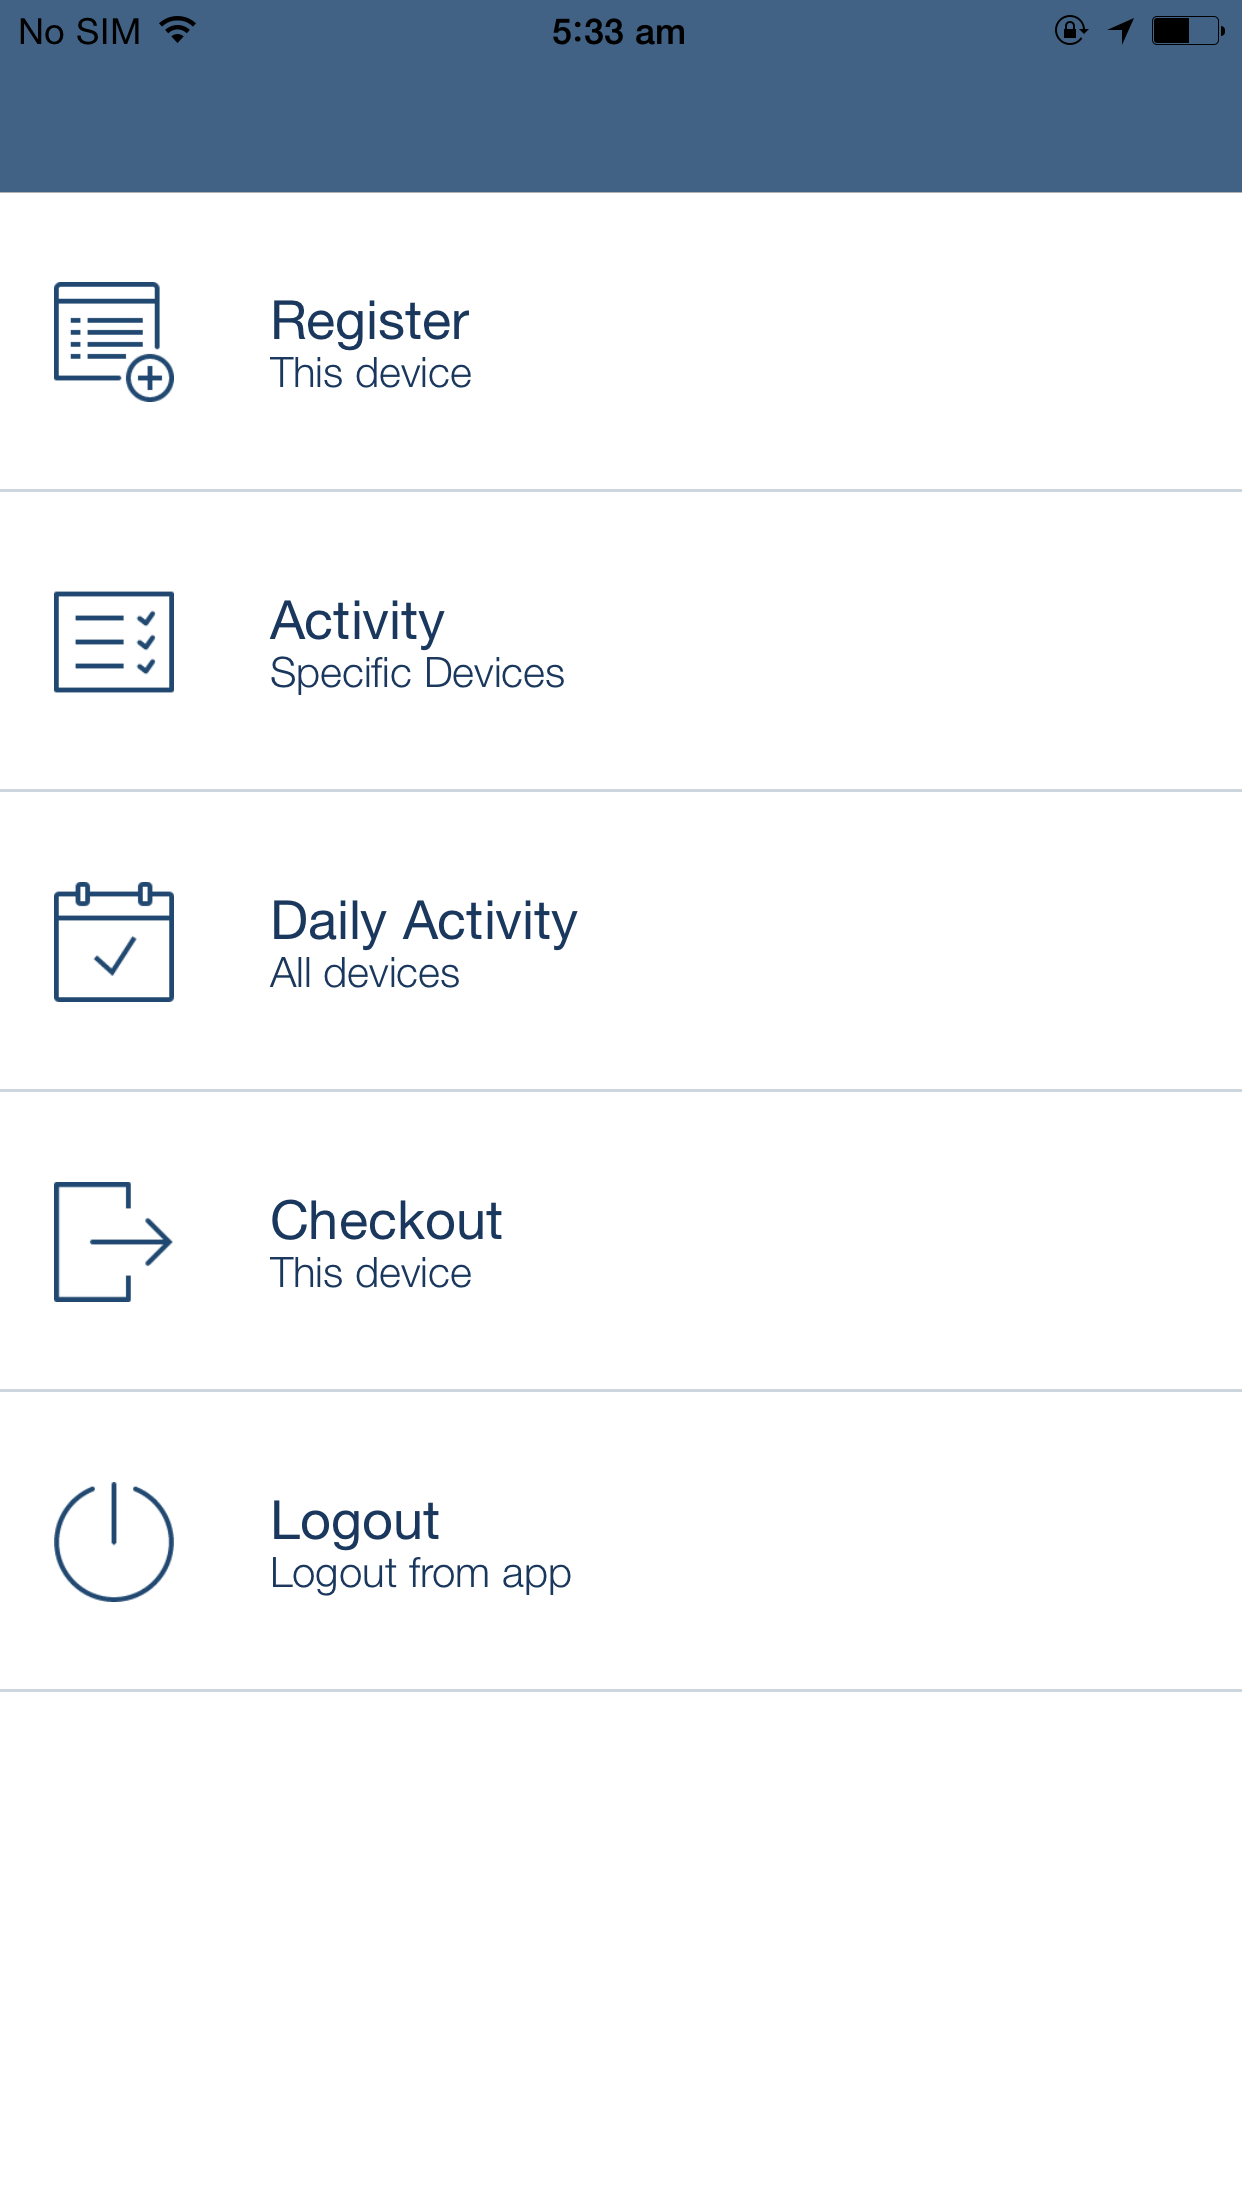 No SIM 5:33 am
Register
This device
Activity
Specific Devices
Daily Activity
All devices
Checkout
This device
Logout
Logout from app